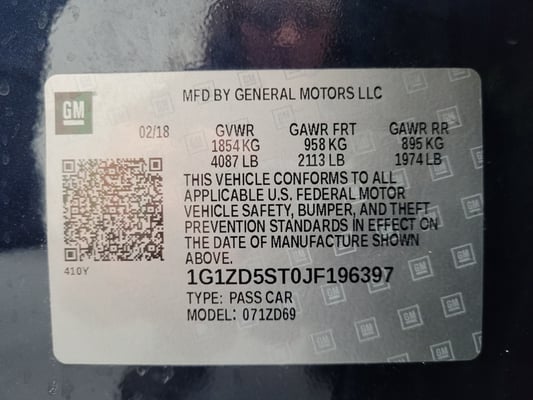 MFD BY GENERAL MOTORS LLC
GM
02/18 GVWR GAWR FRT GAWR RR
1854 KG 958 KG 895 KG
4087 LB 2113 LB 1974 LB
THIS VEHICLE CONFORMS TO ALL
APPLICABLE U.S. FEDERAL MOTOR
VEHICLE SAFETY, BUMPER, AND THEFT
PREVENTION STANDARDS IN EFFECT ON
THE DATE OF MANUFACTURE SHOWN
ABOVE.
410Y
1G1ZD5ST0JF196397
TYPE: PASS CAR
MODEL: 071ZD69